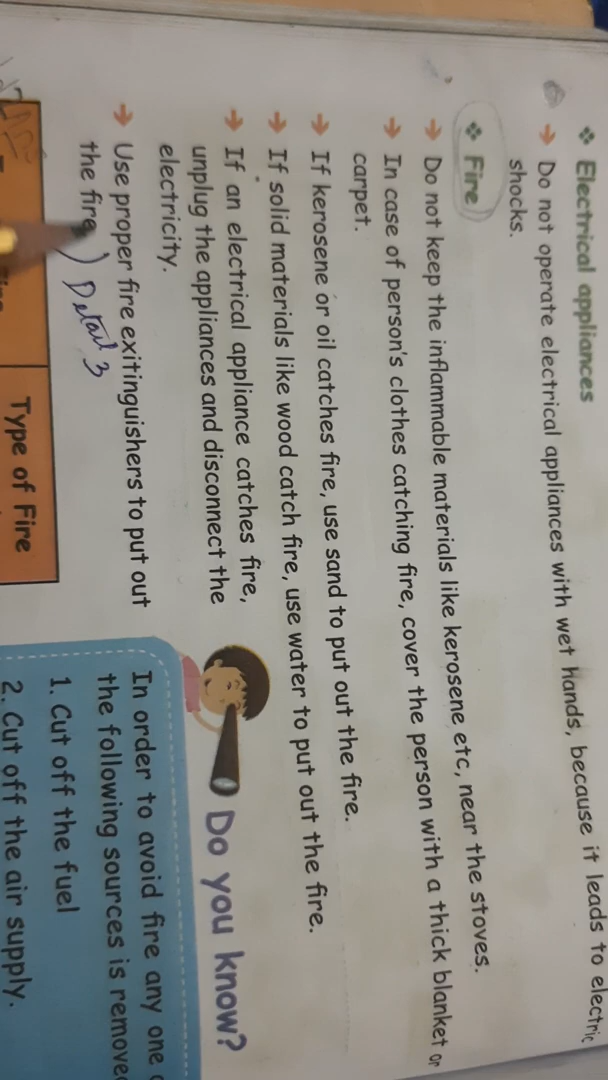 ❖ Electrical appliances
➔ Do not operate electrical appliances with wet hands, because it leads to electric
shocks.
❖ Fire
➔ Do not keep the inflammable materials like kerosene etc, near the stoves.
➔ In case of person's clothes catching fire, cover the person with a thick blanket or
carpet.
➔ If kerosene or oil catches fire, use sand to put out the fire.
➔ If solid materials like wood catch fire, use water to put out the fire.
➔ If an electrical appliance catches fire,
unplug the appliances and disconnect the
electricity.
➔ Use proper fire exitinguishers to put out
the fire
) Detail 3
Type of Fire
Do you know?
In order to avoid fire any one
the following sources is remove
1. Cut off the fuel
2. Cut off the air supply.